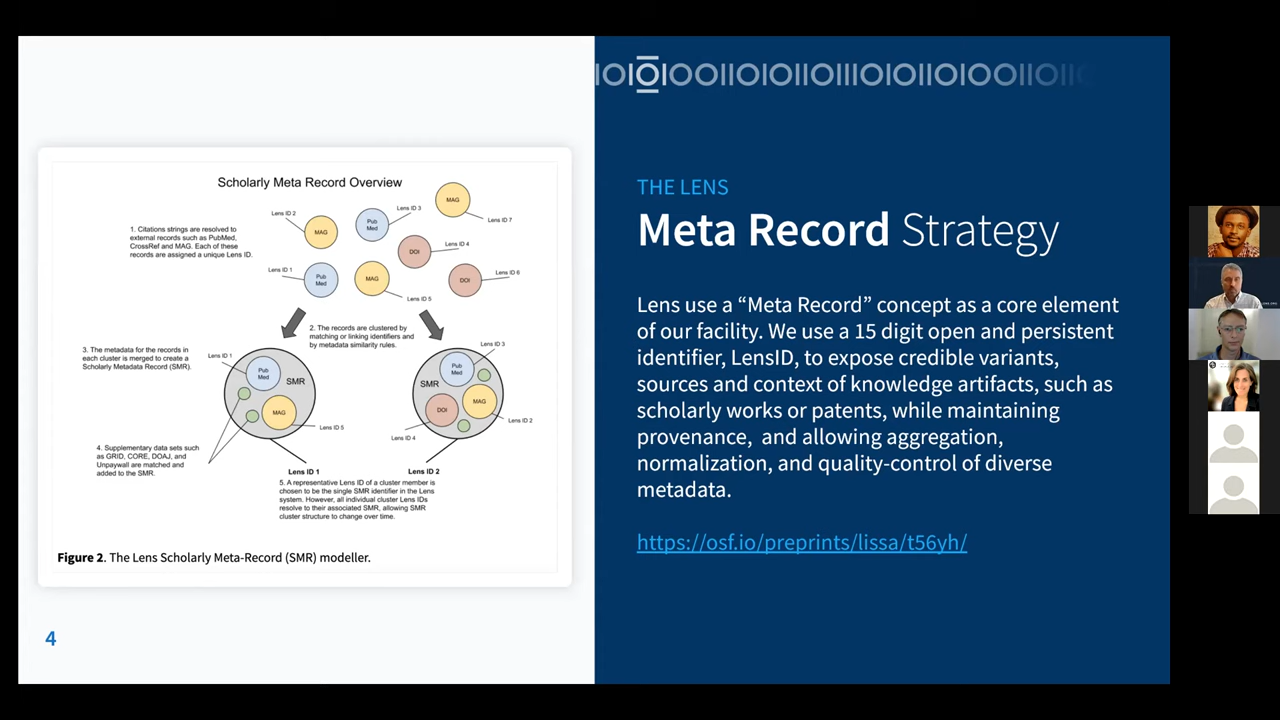 IOIOIOOIIOIOIIOIIIOIOIIOIOOIIOII
Scholarly Meta Record Overview
1. Citations strings are resolved to
external records such as PubMed,
CrossRef and MAG. Each of these
records are assigned a unique Lens ID.
Lens ID 2
MAG
Pub
Med
Lens ID 3
MAG
Lens ID 7
DOI
Lens ID 4
Lens ID 1
Pub
Med
MAG
Lens ID 5
DOI
Lens ID 6
2. The records are clustered by
matching or linking identifiers and
by metadata similarity rules.
3. The metadata for the records in
each cluster is merged to create a
Scholarly Metadata Record (SMR).
Lens ID 1
Pub
Med
SMR
MAG
Lens ID 5
Lens ID 3
Pub
Med
SMR
MAG
DOI
Lens ID 2
Lens ID 4
4. Supplementary data sets such
as GRID, CORE, DOAJ, and
Unpaywall are matched and
added to the SMR.
Lens ID 1
Lens ID 2
5. A representative Lens ID of a cluster member is
chosen to be the single SMR identifier in the Lens
system. However, all individual cluster Lens IDs
resolve to their associated SMR, allowing SMR
cluster structure to change over time.
Figure 2. The Lens Scholarly Meta-Record (SMR) modeller.
4
THE LENS
Meta Record Strategy
Lens use a “Meta Record” concept as a core element
of our facility. We use a 15 digit open and persistent
identifier, LensID, to expose credible variants,
sources and context of knowledge artifacts, such as
scholarly works or patents, while maintaining
provenance, and allowing aggregation,
normalization, and quality-control of diverse
metadata.
https://osf.io/preprints/lissa/t56yh/